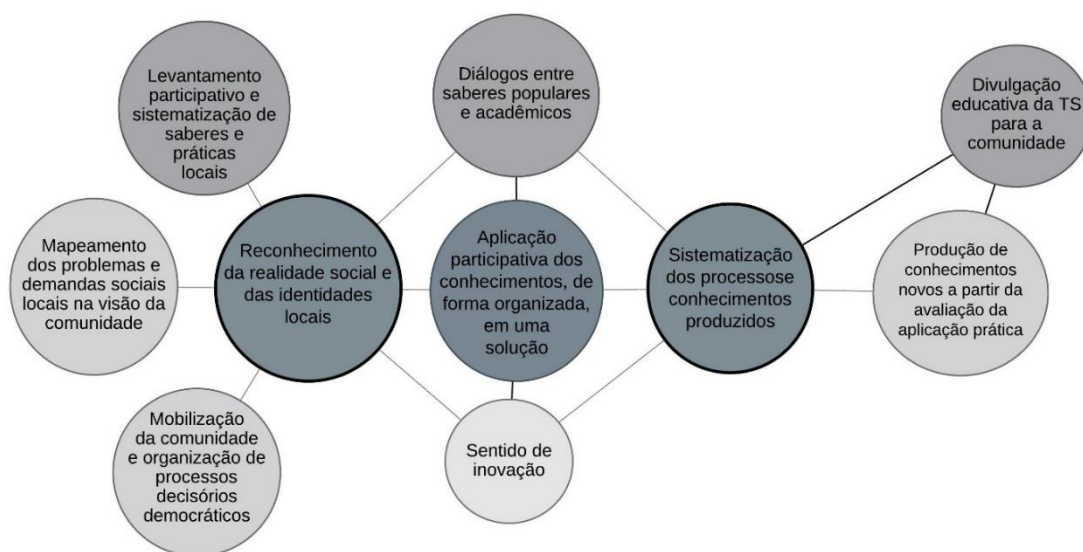 Levantamento
participativo e
sistematização de
saberes e
práticas
locais
Mapeamento
dos problemas e
demandas sociais
locais na visão da
comunidade
Mobilização
da comunidade
e organização de
processos
decisórios
democráticos
Reconhecimento
da realidade social e
das identidades
locais
Diálogos entre
saberes populares
e acadêmicos
Aplicação
participativa dos
conhecimentos, de
forma organizada,
em uma
solução
Sentido de
inovação
Sistematização
dos processose
conhecimentos
produzidos
Divulgação
educativa da TS
para a
comunidade
Produção de
conhecimentos
novos a partir da
avaliação da
aplicação prática